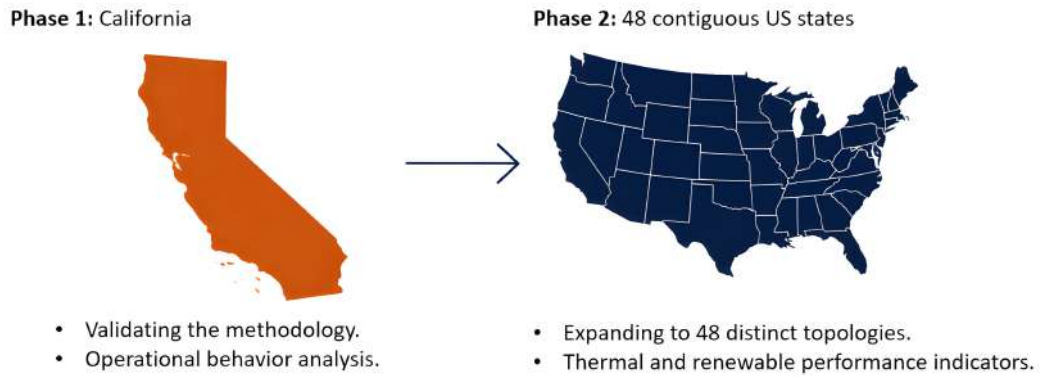 Phase 1: California
Phase 2: 48 contiguous US states
• Validating the methodology.
• Operational behavior analysis.
• Expanding to 48 distinct topologies.
• Thermal and renewable performance indicators.